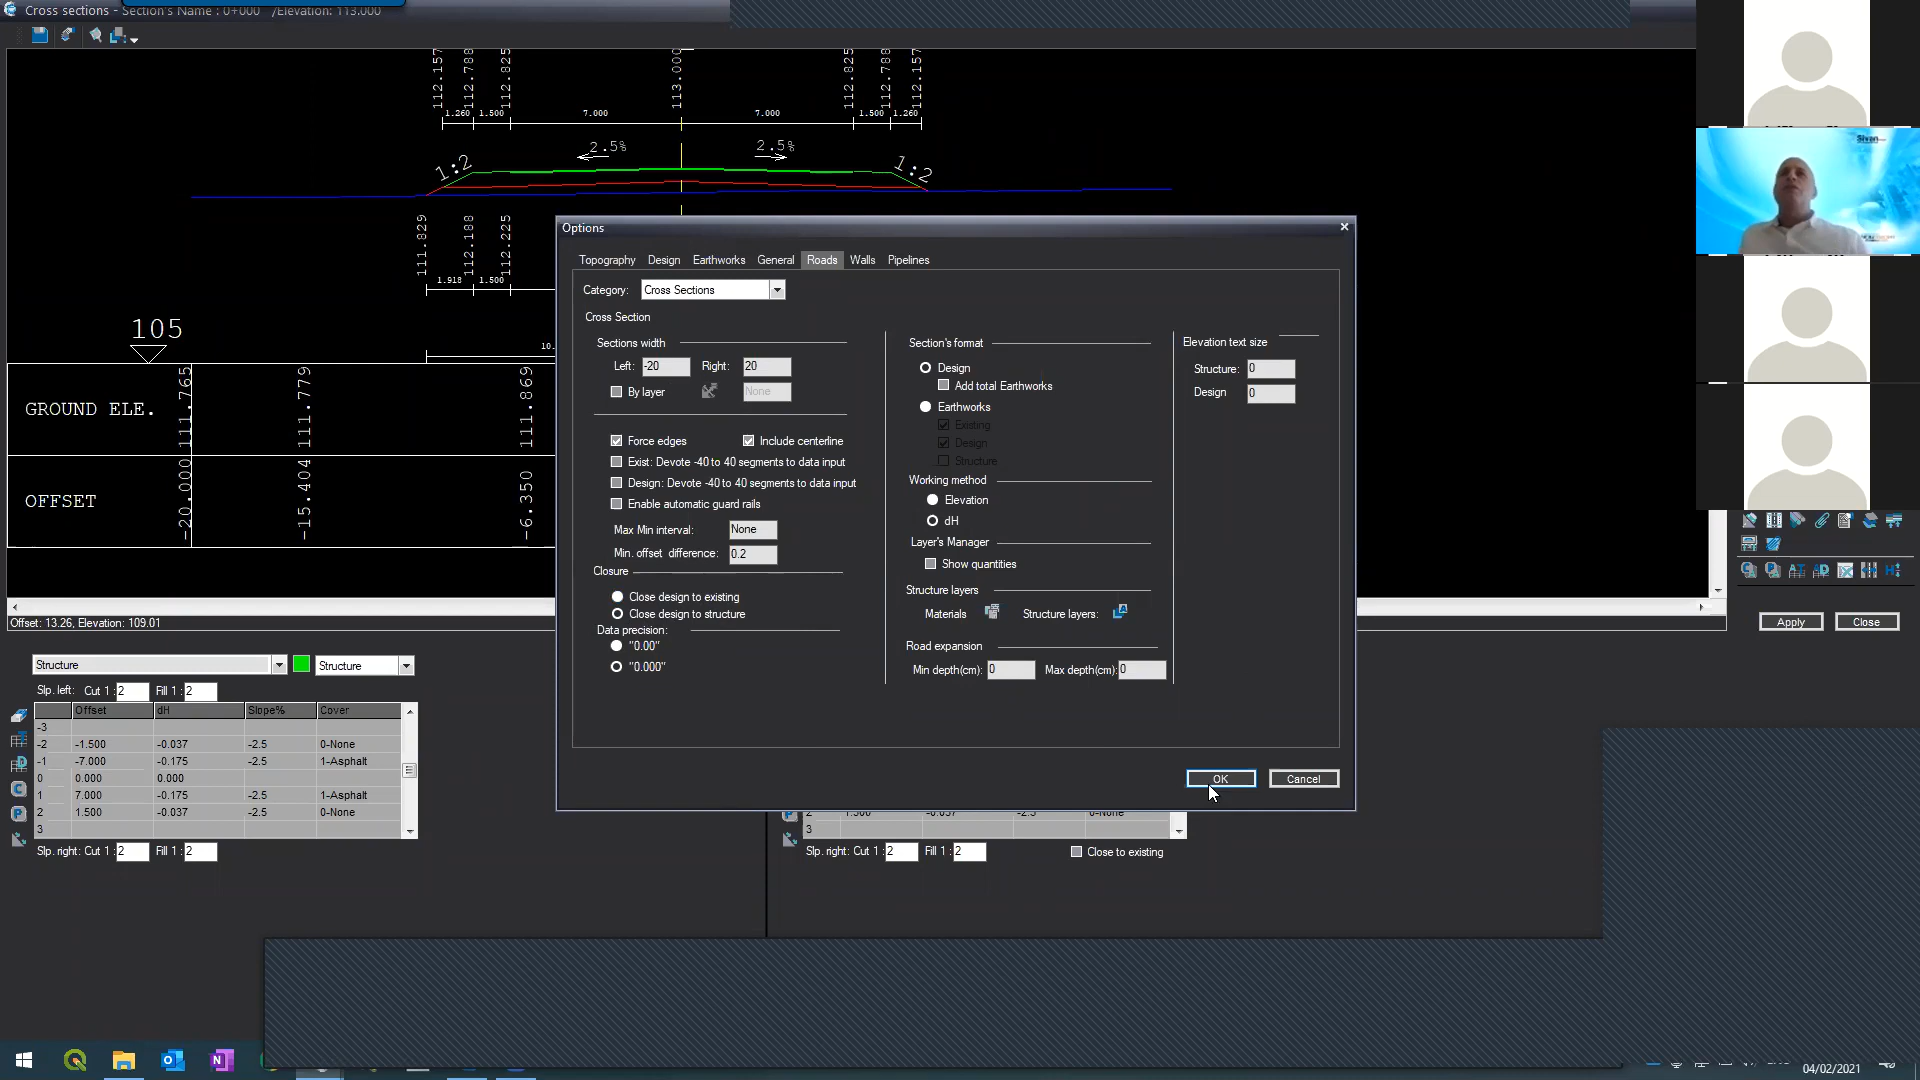 Cross sections - Section's Name : 0+000 /Elevation: 113.000
112.157 112.788 112.825 113.000 112.825 112.788 112.157
1.260 1.500 7.000 7.000 1.500 1.260
2.5% 2.5%
1:2 1:2
111.829 112.188 112.225
1.918 1.500
105
10.
GROUND ELE. 111.765 111.779 111.869
OFFSET -20.000 -15.404 -6.350
Offset: 13.26, Elevation: 109.01
Options
Topography Design Earthworks General Roads Walls Pipelines
Category: Cross Sections
Cross Section
Sections width
Left: -20 Right: 20
By layer None
Force edges Include centerline
Exist: Devote -40 to 40 segments to data input
Design: Devote -40 to 40 segments to data input
Enable automatic guard rails
Max Min interval: None
Min. offset difference: 0.2
Closure
Close design to existing
Close design to structure
Data precision:
"0.00"
"0.000"
Section's format
Design
Add total Earthworks
Earthworks
Existing
Design
Structure
Working method
Elevation
dH
Layer's Manager
Show quantities
Structure layers
Materials Structure layers:
Road expansion
Min depth(cm): 0 Max depth(cm): 0
Elevation text size
Structure: 0
Design 0
OK Cancel
Apply Close
Structure Structure
Slp. left: Cut 1 : 2 Fill 1 : 2
Offset dH Slope% Cover
-3
-2 -1.500 -0.037 -2.5 0-None
-1 -7.000 -0.175 -2.5 1-Asphalt
0 0.000 0.000
1 7.000 -0.175 -2.5 1-Asphalt
2 1.500 -0.037 -2.5 0-None
3
Slp. right: Cut 1 : 2 Fill 1 : 2
2 1.500 -0.037 -2.5 0-None
3
Slp. right: Cut 1 : 2 Fill 1 : 2 Close to existing
Sivan
04/02/2021